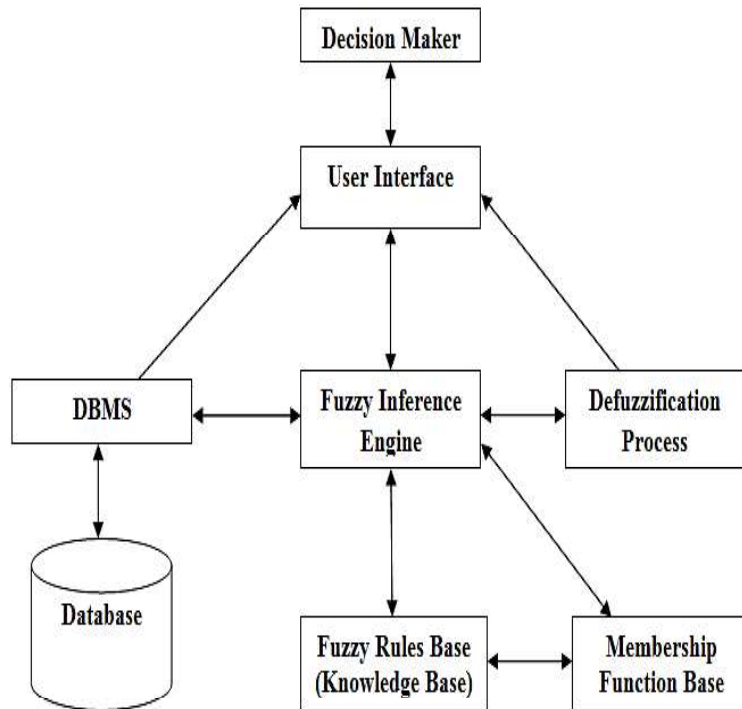 Decision Maker
User Interface
DBMS
Fuzzy Inference
Engine
Defuzzification
Process
Database
Fuzzy Rules Base
(Knowledge Base)
Membership
Function Base